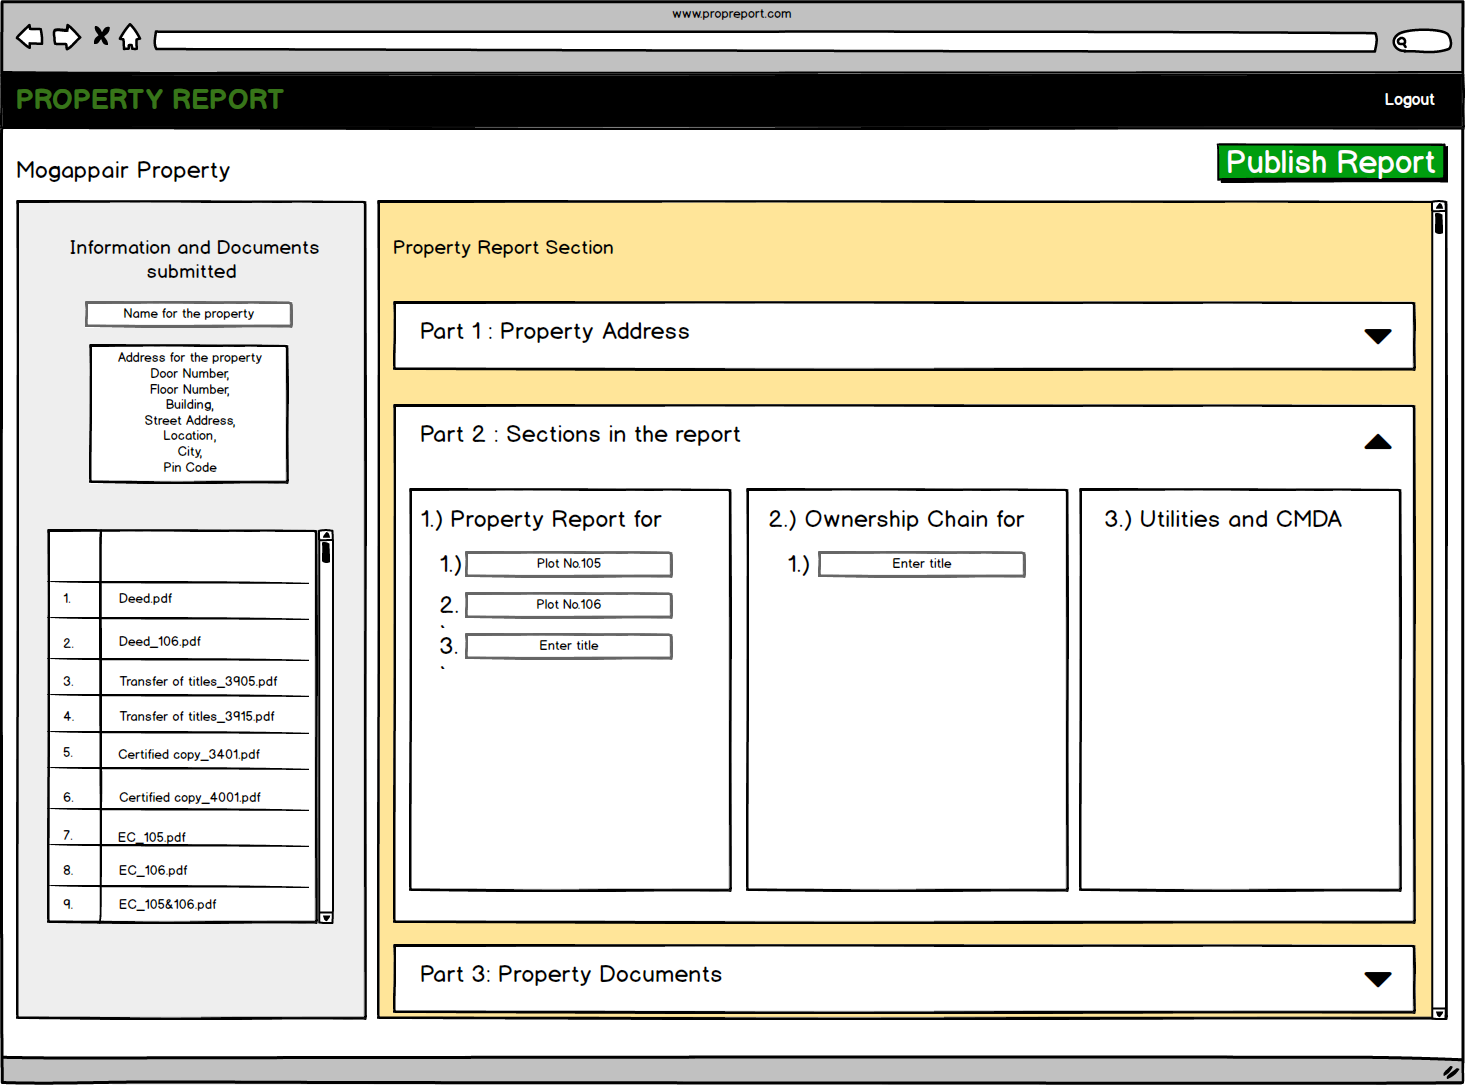 www.propreport.com
PROPERTY REPORT
Logout
Mogappair Property
Publish Report
Information and Documents
submitted
Name for the property
Address for the property
Door Number,
Floor Number,
Building,
Street Address,
Location,
City,
Pin Code
1. Deed.pdf
2. Deed_106.pdf
3. Transfer of titles_3905.pdf
4. Transfer of titles_3915.pdf
5. Certified copy_3401.pdf
6. Certified copy_4001.pdf
7. EC_105.pdf
8. EC_106.pdf
9. EC_105&106.pdf
Property Report Section
Part 1 : Property Address
Part 2 : Sections in the report
1.) Property Report for
1.) Plot No.105
2.) Plot No.106
3.) Enter title
2.) Ownership Chain for
1.) Enter title
3.) Utilities and CMDA
Part 3: Property Documents